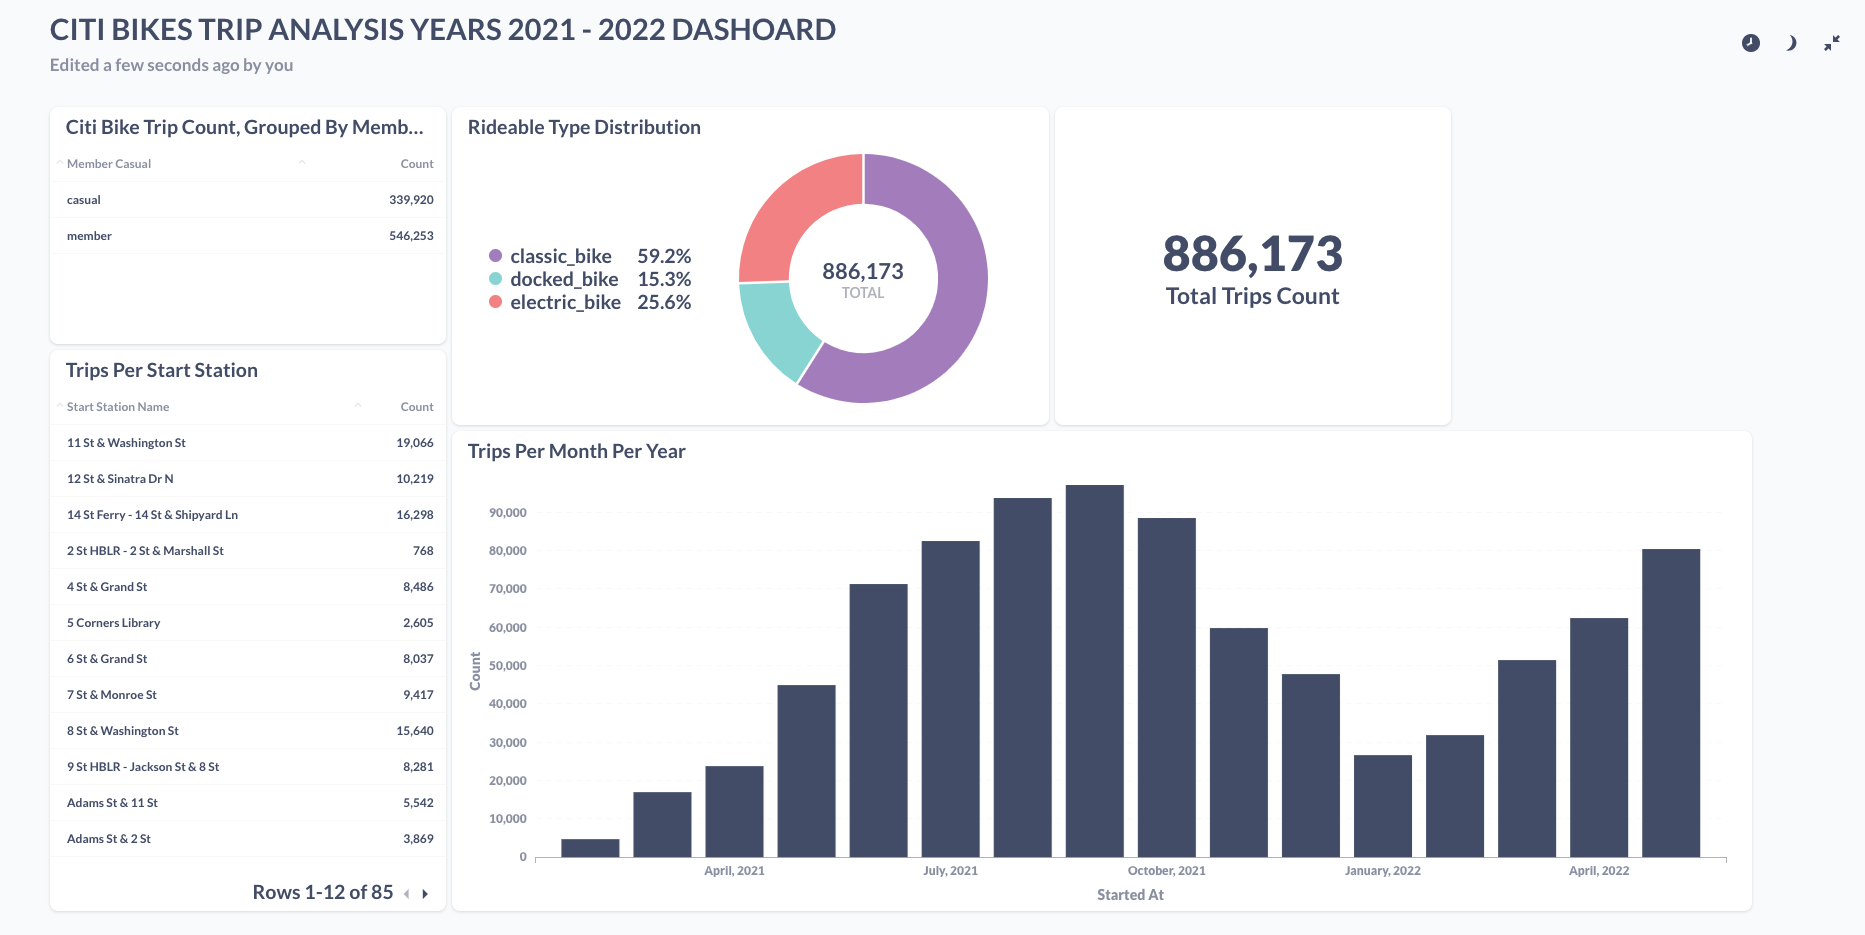 CITI BIKES TRIP ANALYSIS YEARS 2021 - 2022 DASHOARD
Edited a few seconds ago by you
Citi Bike Trip Count, Grouped By Memb...
Member Casual Count
casual 339,920
member 546,253
Rideable Type Distribution
classic_bike 59.2%
docked_bike 15.3%
electric_bike 25.6%
886,173
TOTAL
886,173
Total Trips Count
Trips Per Start Station
Start Station Name Count
11 St & Washington St 19,066
12 St & Sinatra Dr N 10,219
14 St Ferry - 14 St & Shipyard Ln 16,298
2 St HBLR - 2 St & Marshall St 768
4 St & Grand St 8,486
5 Corners Library 2,605
6 St & Grand St 8,037
7 St & Monroe St 9,417
8 St & Washington St 15,640
9 St HBLR - Jackson St & 8 St 8,281
Adams St & 11 St 5,542
Adams St & 2 St 3,869
Rows 1-12 of 85
Trips Per Month Per Year
Count
90,000
80,000
70,000
60,000
50,000
40,000
30,000
20,000
10,000
0
April, 2021 July, 2021 October, 2021 January, 2022 April, 2022
Started At